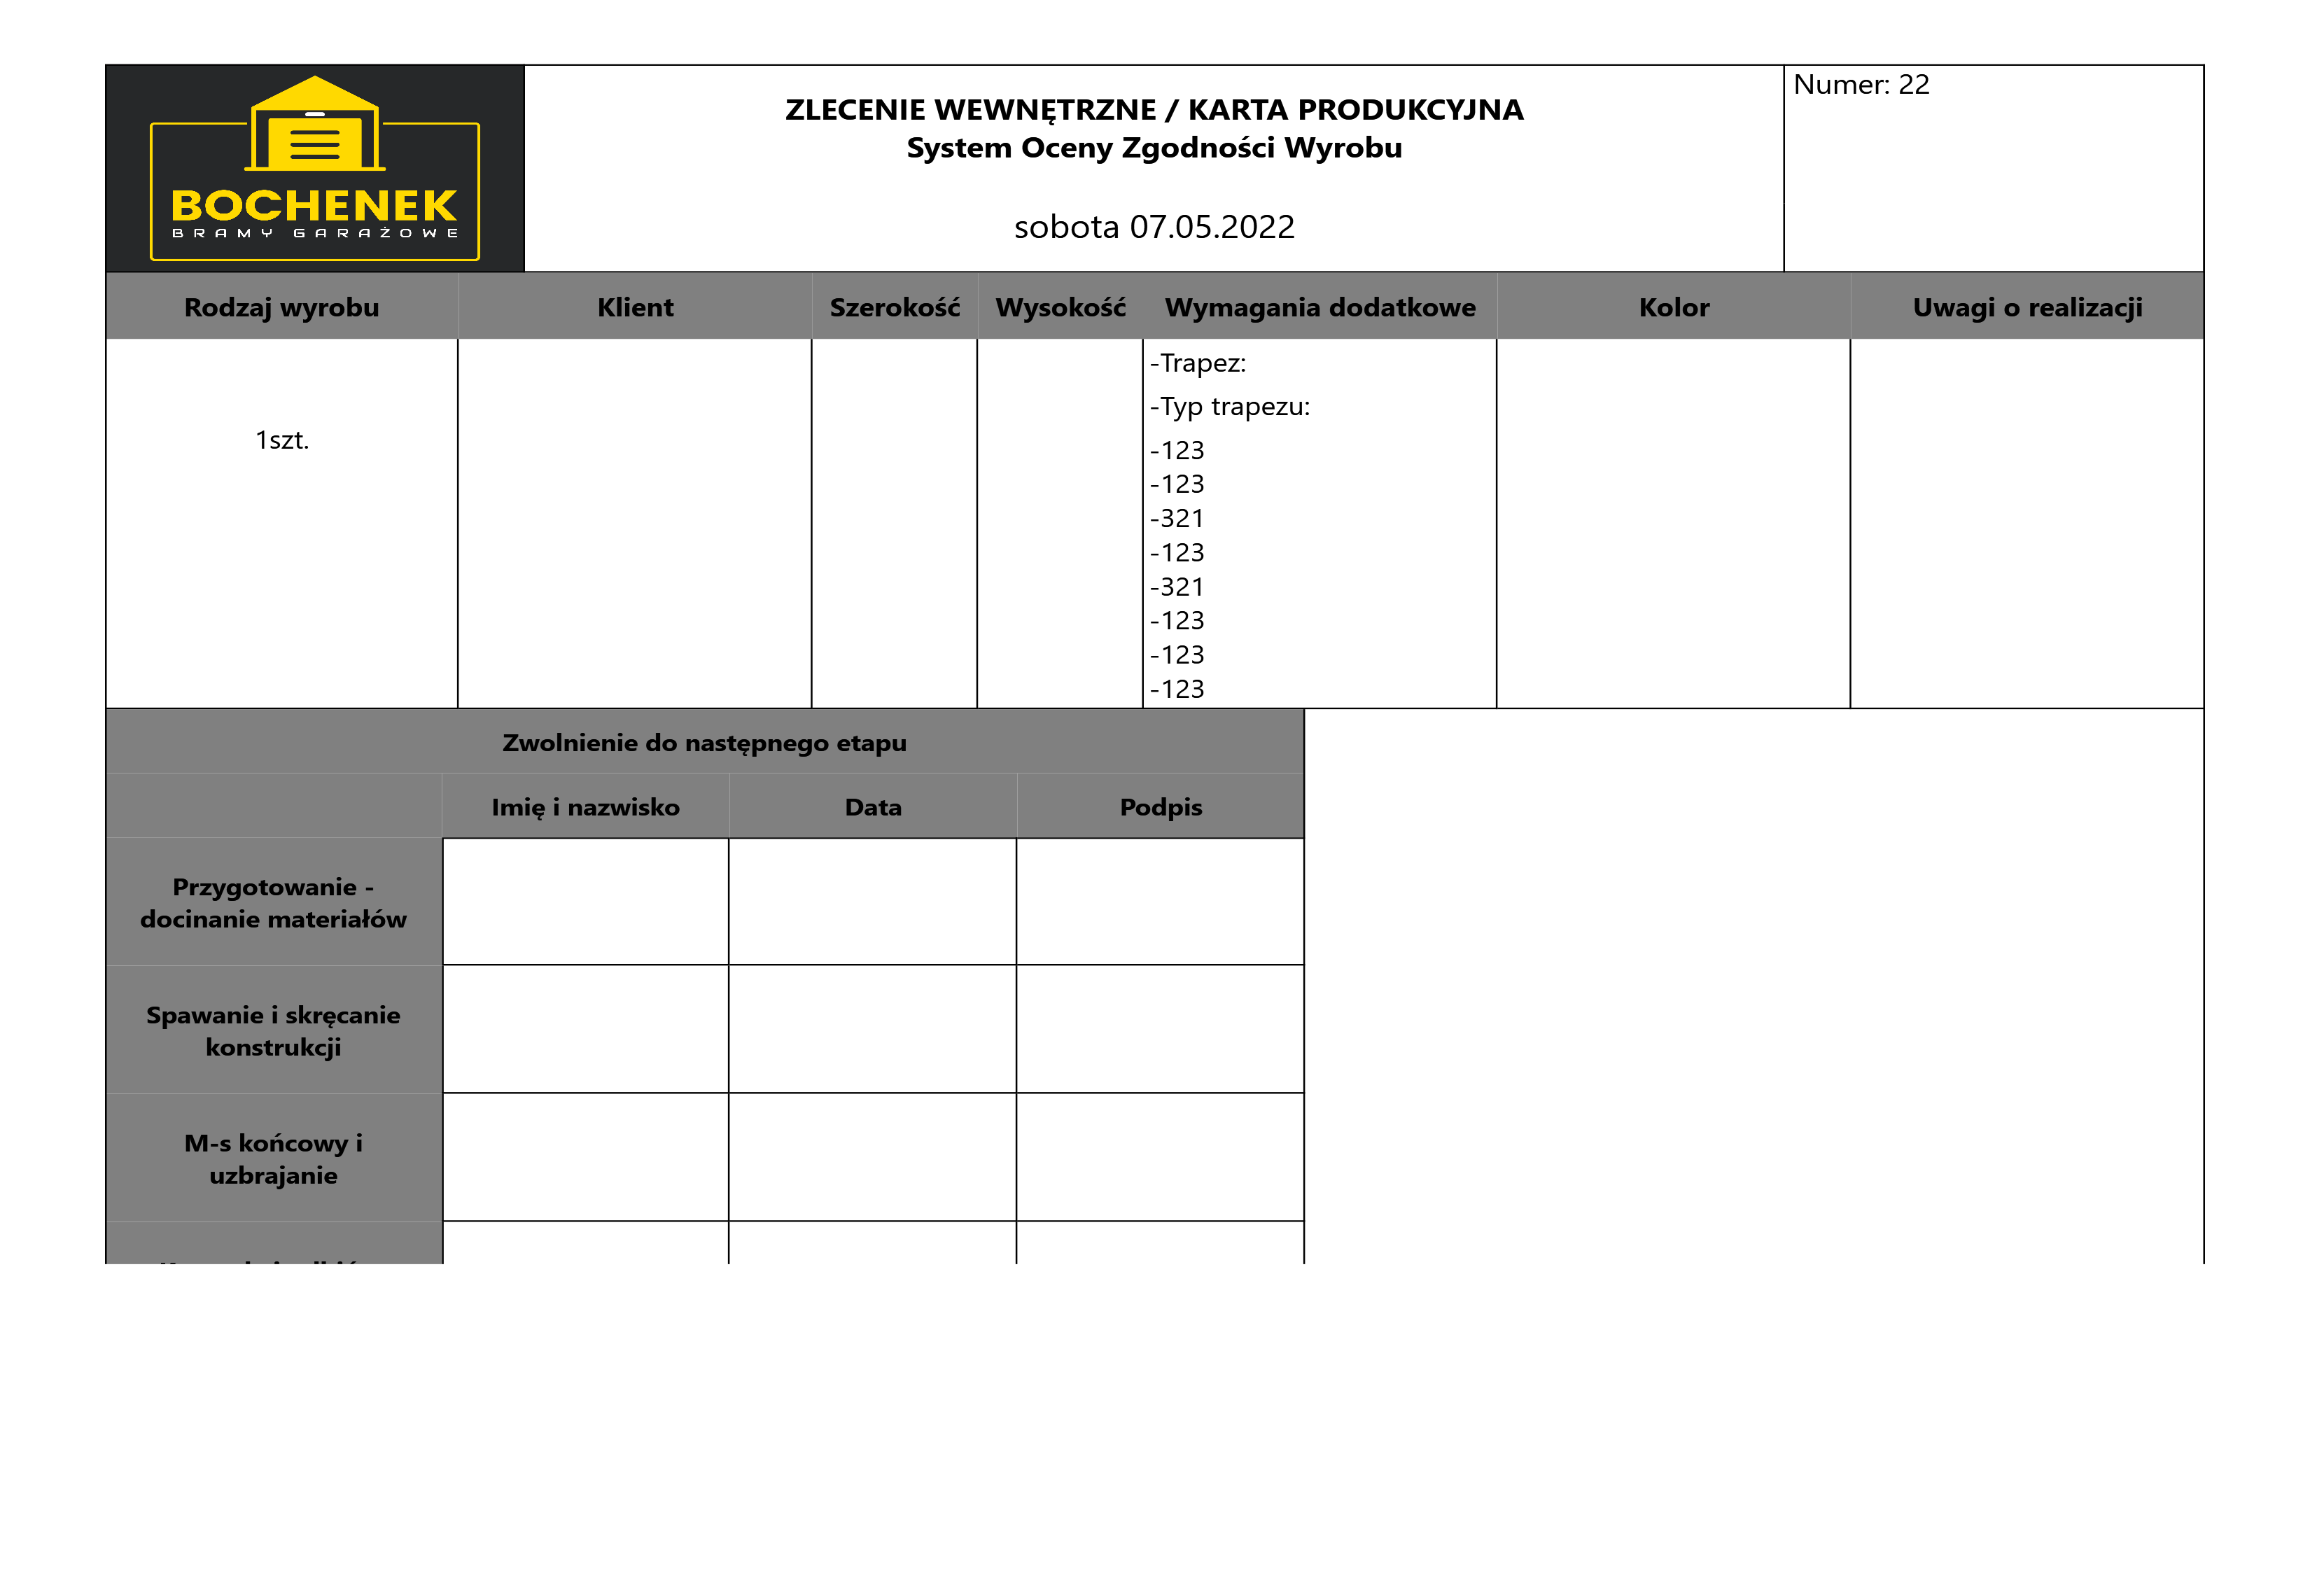 BOCHENEK
BRAMY GARAŻOWE
ZLECENIE WEWNĘTRZNE / KARTA PRODUKCYJNA
System Oceny Zgodności Wyrobu
sobota 07.05.2022
Numer: 22
Rodzaj wyrobu Klient Szerokość Wysokość Wymagania dodatkowe Kolor Uwagi o realizacji
1szt.
-Trapez:
-Typ trapezu:
-123
-123
-321
-123
-321
-123
-123
-123
Zwolnienie do następnego etapu
Imię i nazwisko Data Podpis
Przygotowanie -
docinanie materiałów
Spawanie i skręcanie
konstrukcji
M-s końcowy i
uzbrajanie